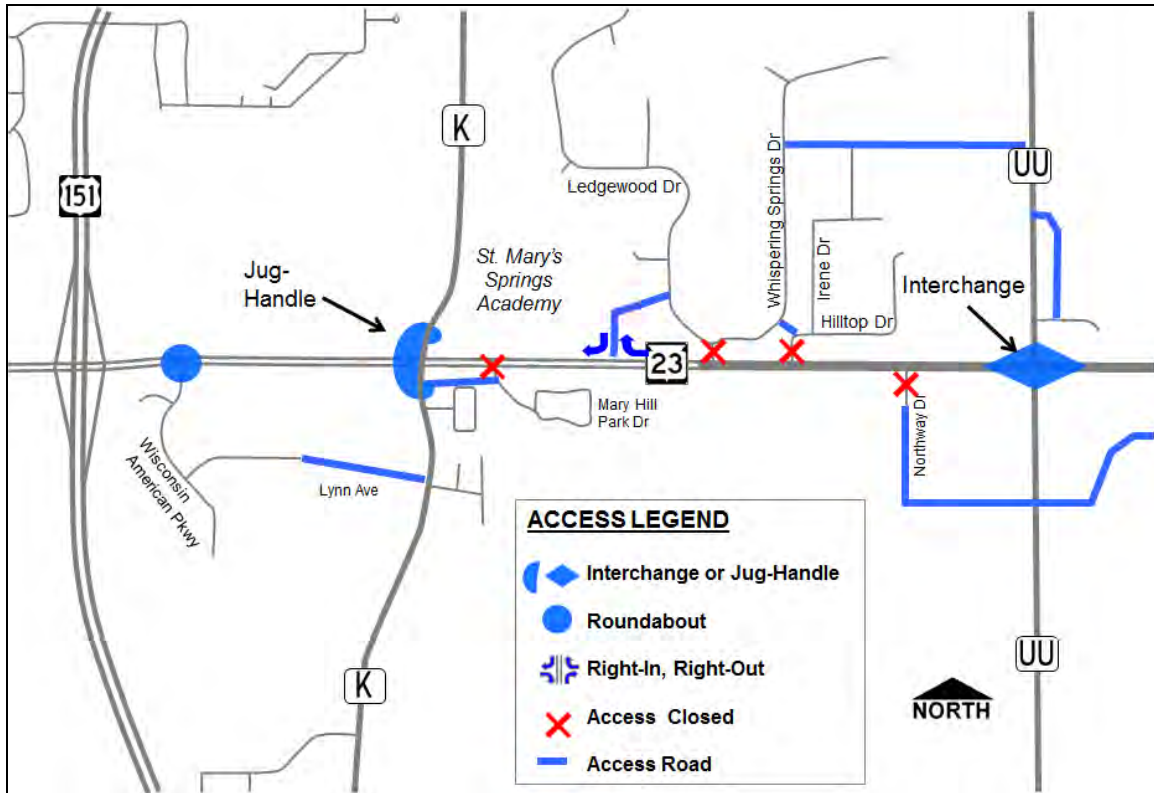 K
UU
151
Ledgewood Dr
Whispering Springs Dr
St. Mary's
Springs
Academy
Irene Dr
Jug-
Handle
Interchange
Hilltop Dr
23
Mary Hill
Park Dr
Northway Dr
Wisconsin
American Pkwy
Lynn Ave
ACCESS LEGEND
Interchange or Jug-Handle
Roundabout
Right-In, Right-Out
Access Closed
Access Road
K
UU
NORTH